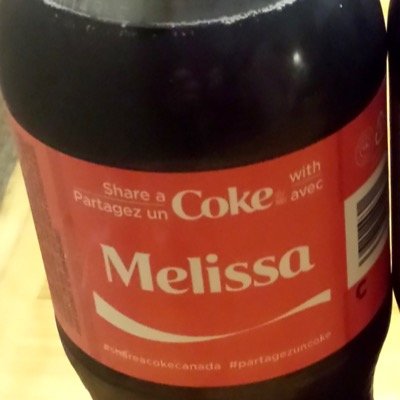 Share a Coke with
Partagez un avec
Melissa
#shareacokecanada #partagezuncoke
C